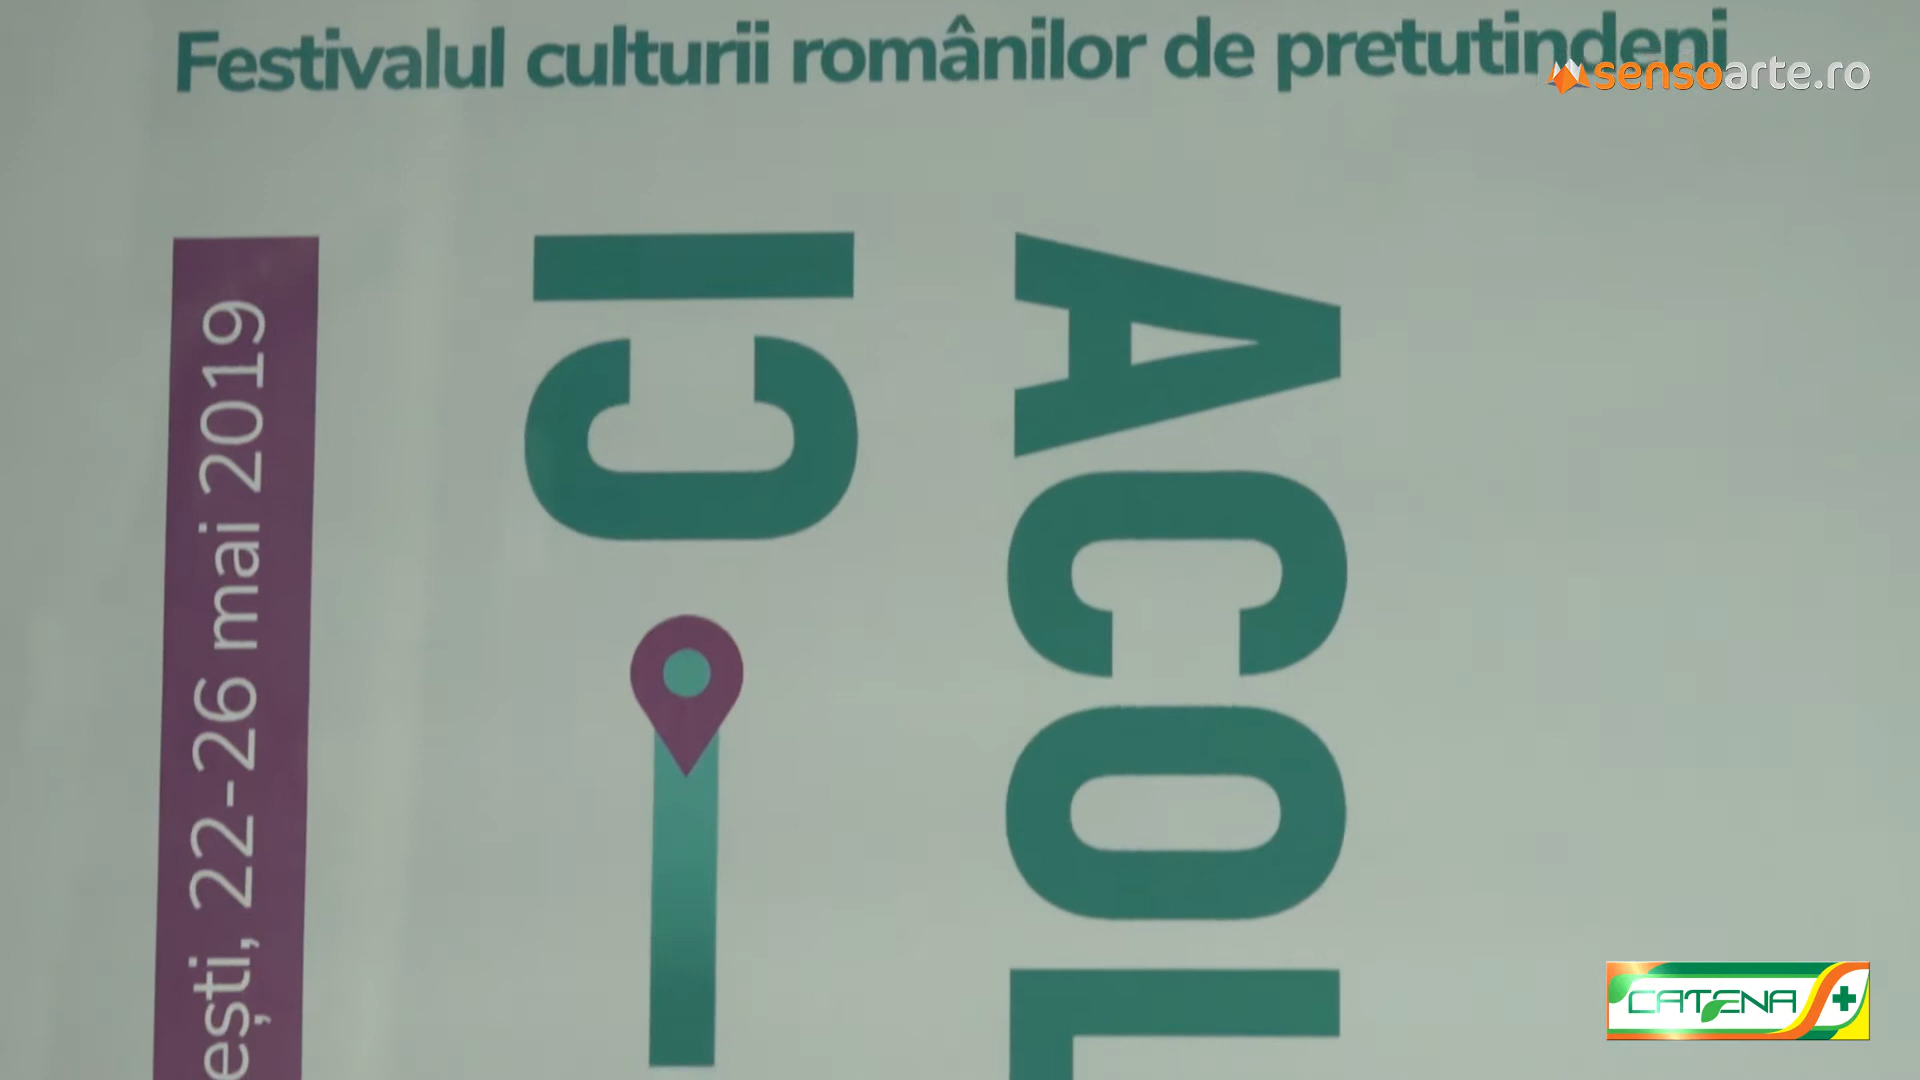 Festivalul culturii românilor de pretutindeni
sensoarte.ro
ești, 22-26 mai 2019
ICI
ACOL
CATENA